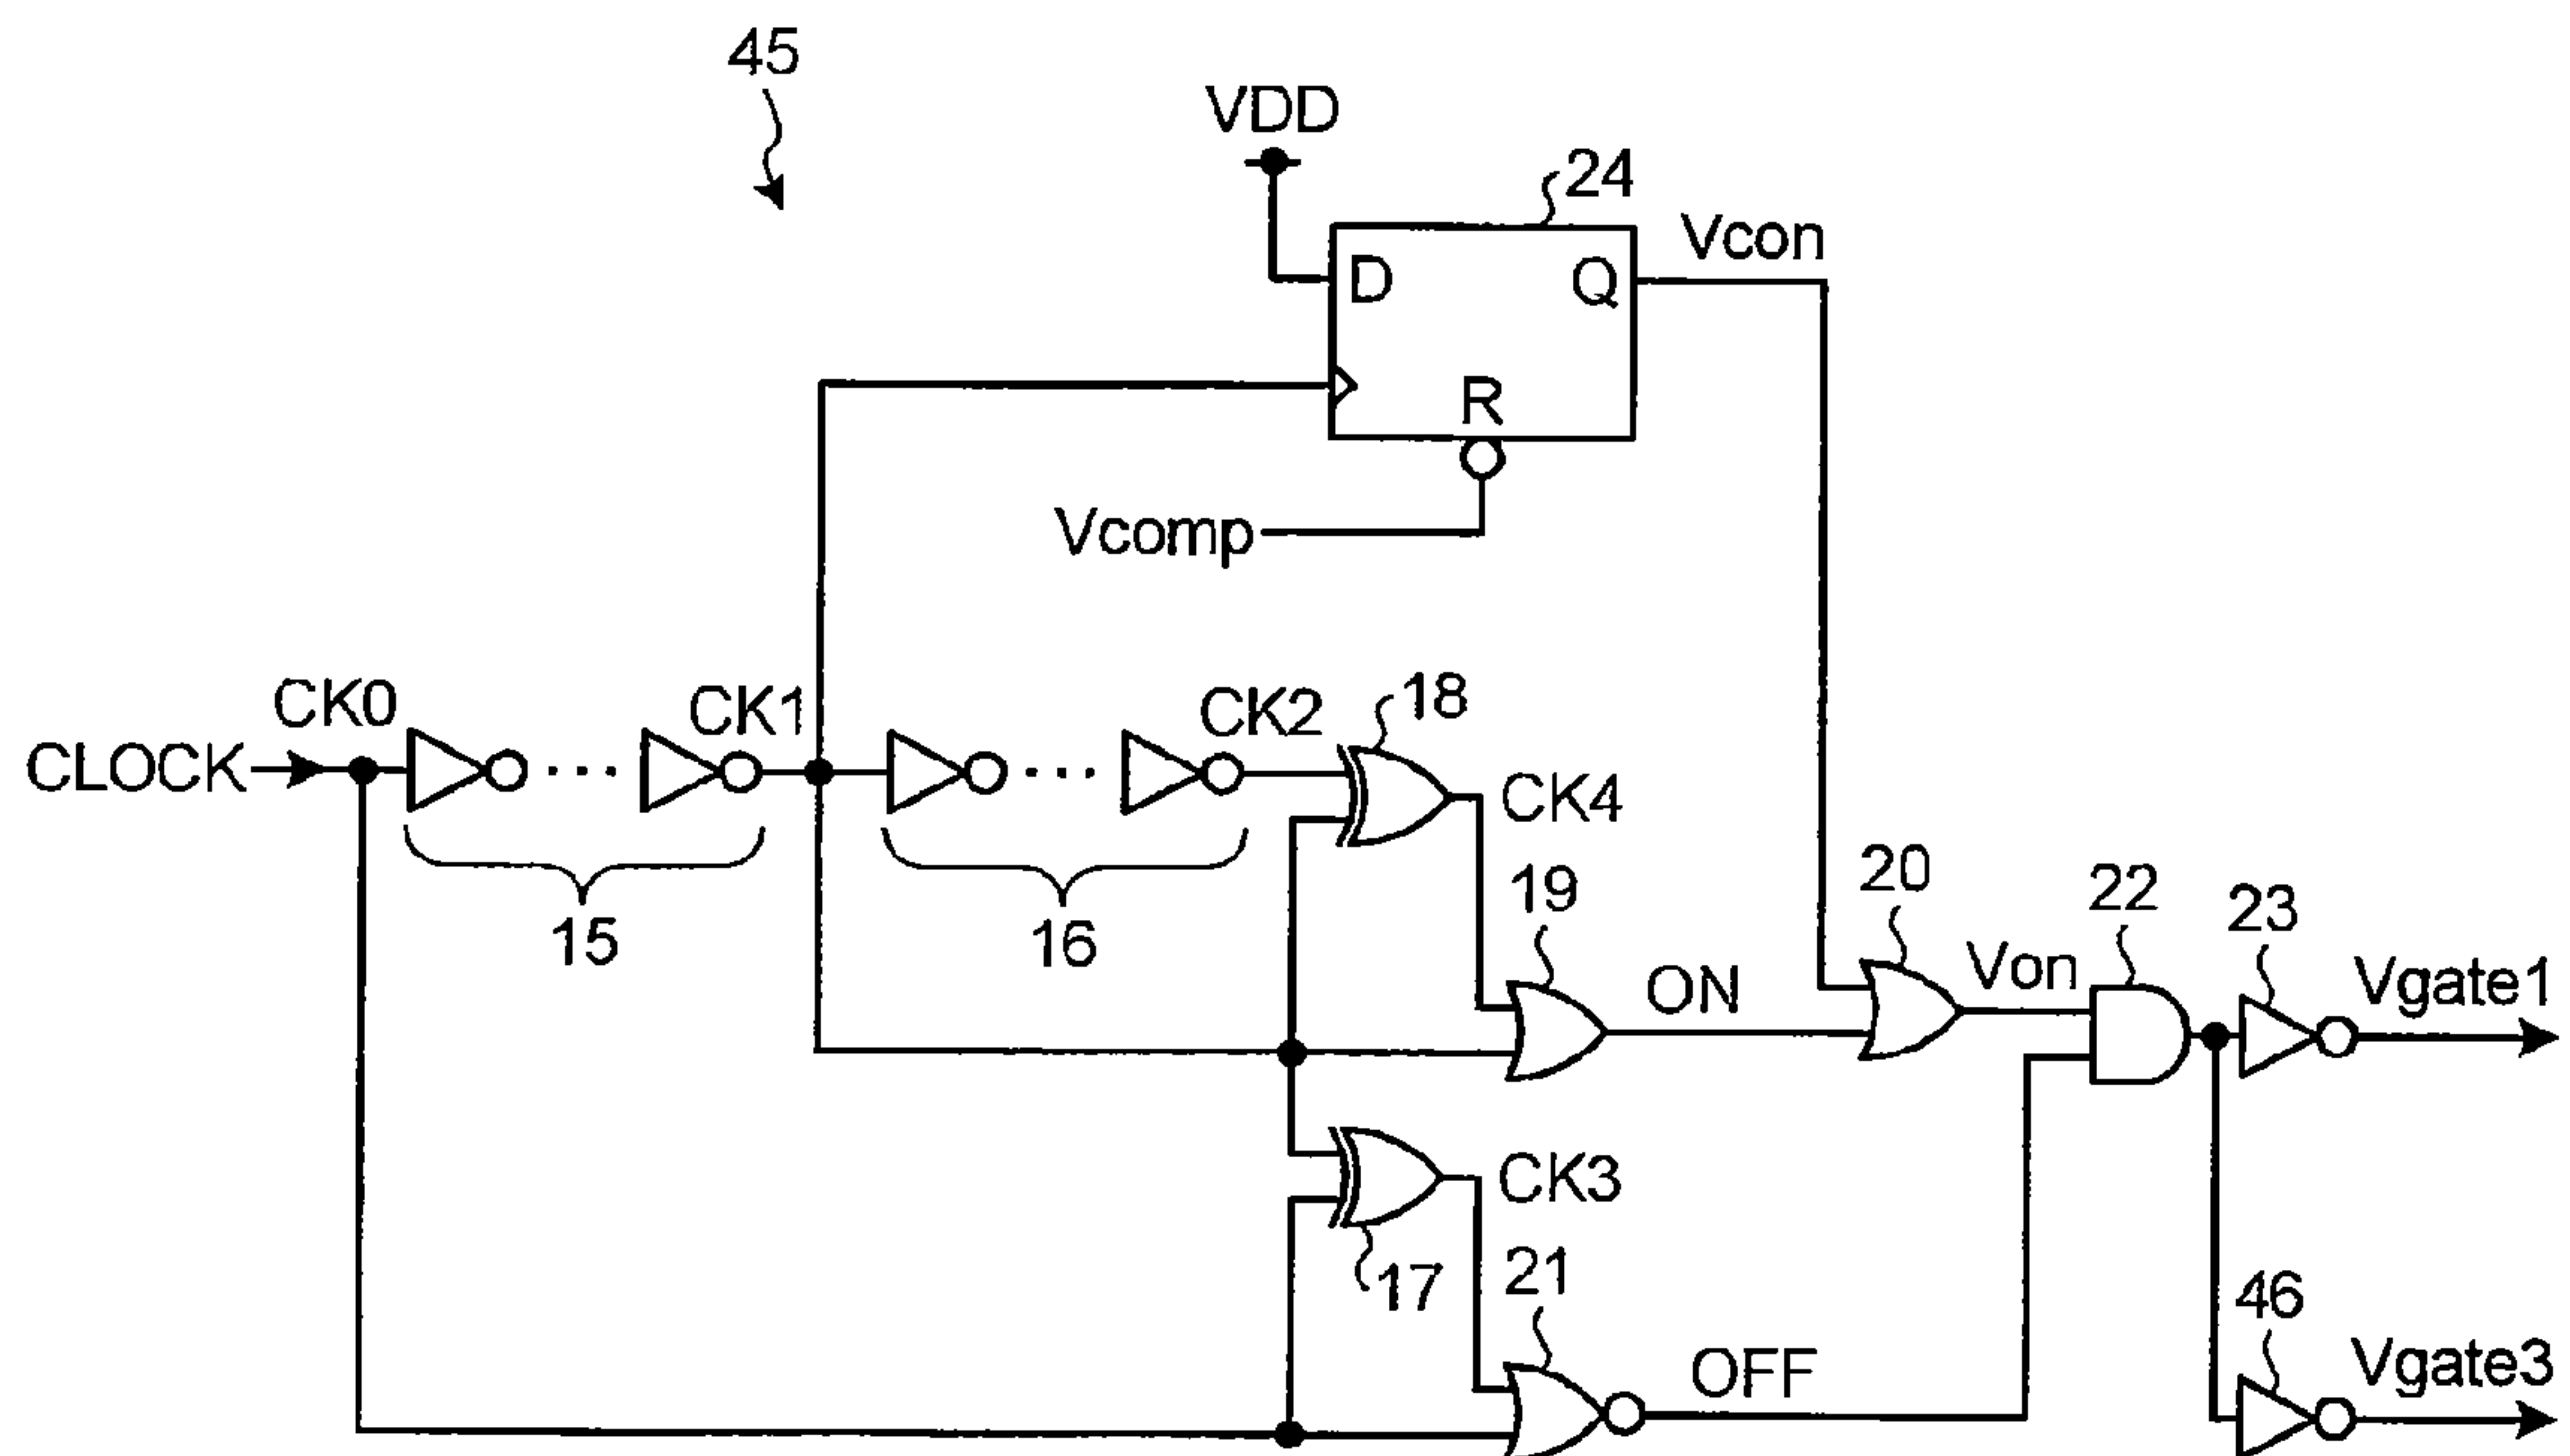 45
VDD
24
Vcon
D
Q
R
Vcomp
CK0
CK1
CK2
18
CLOCK
CK4
15
16
19
20
22
23
ON
Von
Vgate1
CK3
17
21
46
OFF
Vgate3